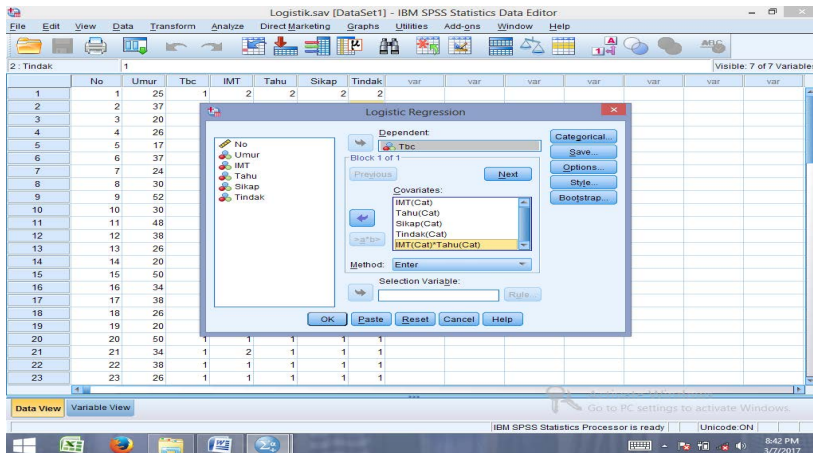 Logistik.sav [DataSet1] - IBM SPSS Statistics Data Editor
File Edit View Data Transform Analyze Direct Marketing Graphs Utilities Add-ons Window Help
2 : Tindak 1 Visible: 7 of 7 Variables
No Umur Tbc IMT Tahu Sikap Tindak var var var var var var var
1 1 25 1 2 2 2 2
2 2 37
3 3 20
4 4 26
5 5 17
6 6 37
7 7 24
8 8 30
9 9 52
10 10 30
11 11 48
12 12 38
13 13 26
14 14 20
15 15 50
16 16 34
17 17 38
18 18 26
19 19 20
20 20 50 1 1 1 1 1
21 21 34 1 2 1 1 1
22 22 38 1 1 1 1 1
23 23 26 1 1 1 1 1
Logistic Regression
No
Umur
IMT
Tahu
Sikap
Tindak
Dependent:
Tbc
Block 1 of 1
Previous Next
Covariates:
IMT(Cat)
Tahu(Cat)
Sikap(Cat)
Tindak(Cat)
IMT(Cat)*Tahu(Cat)
>a*b>
Method: Enter
Selection Variable:
Rule...
Categorical...
Save...
Options...
Style...
Bootstrap...
OK Paste Reset Cancel Help
Data View Variable View
Go to PC settings to activate Windows.
IBM SPSS Statistics Processor is ready Unicode:ON
8:42 PM
3/7/2017